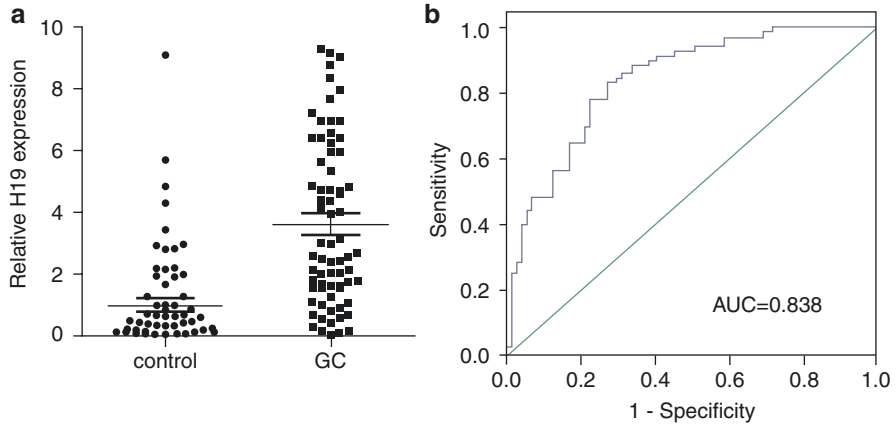 a
Relative H19 expression
10
8
6
4
2
0
control
GC
b
Sensitivity
1.0
0.8
0.6
0.4
0.2
0.0
AUC=0.838
0.0
0.2
0.4
0.6
0.8
1.0
1 - Specificity